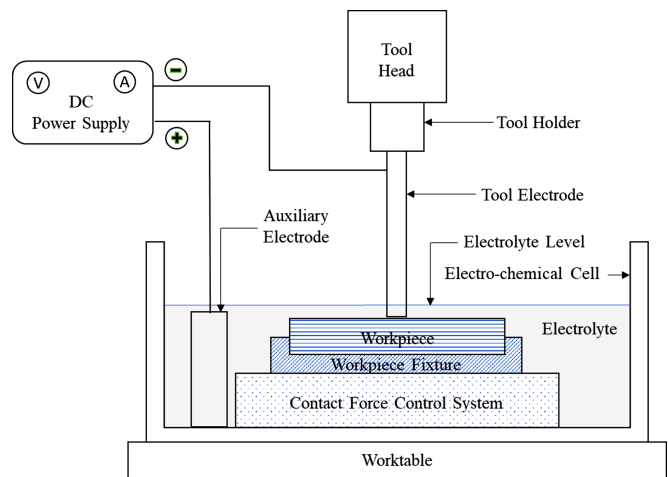 Tool
Head
V
A
−
DC
Power Supply
+
Tool Holder
Tool Electrode
Auxiliary
Electrode
Electrolyte Level
Electro-chemical Cell
Electrolyte
Workpiece
Workpiece Fixture
Contact Force Control System
Worktable